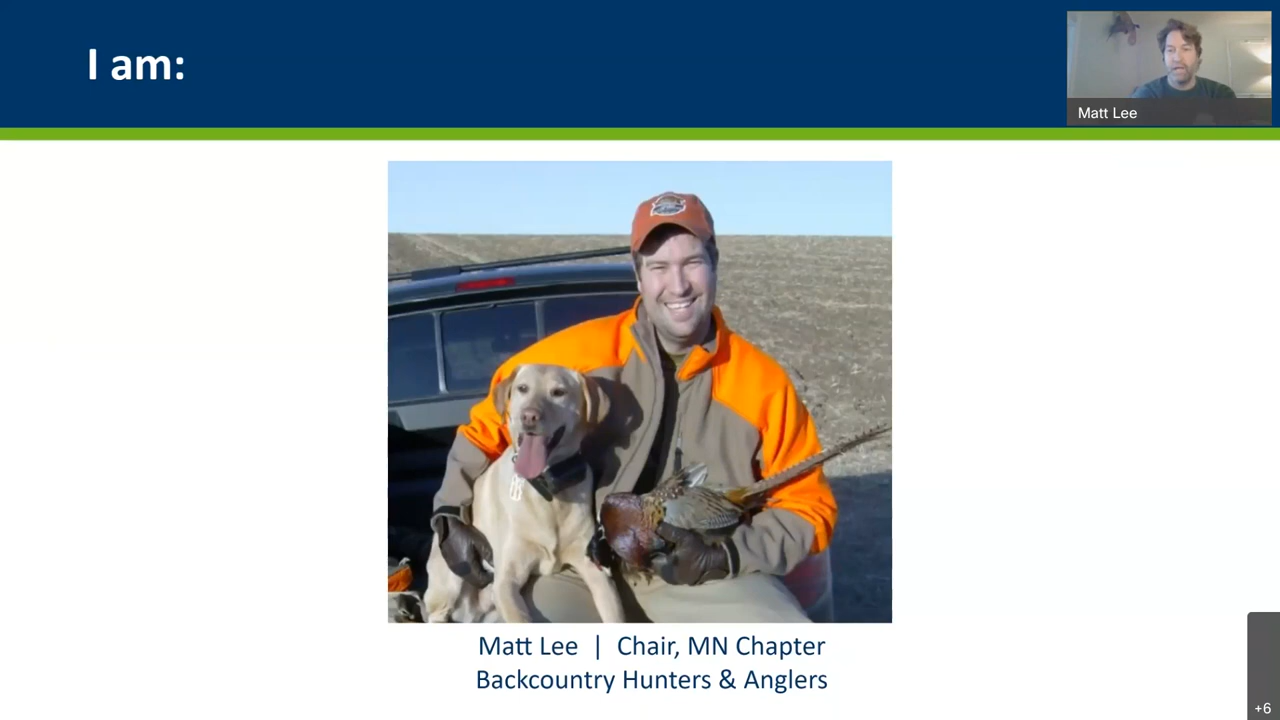 I am:
Matt Lee
Matt Lee | Chair, MN Chapter
Backcountry Hunters & Anglers
+6